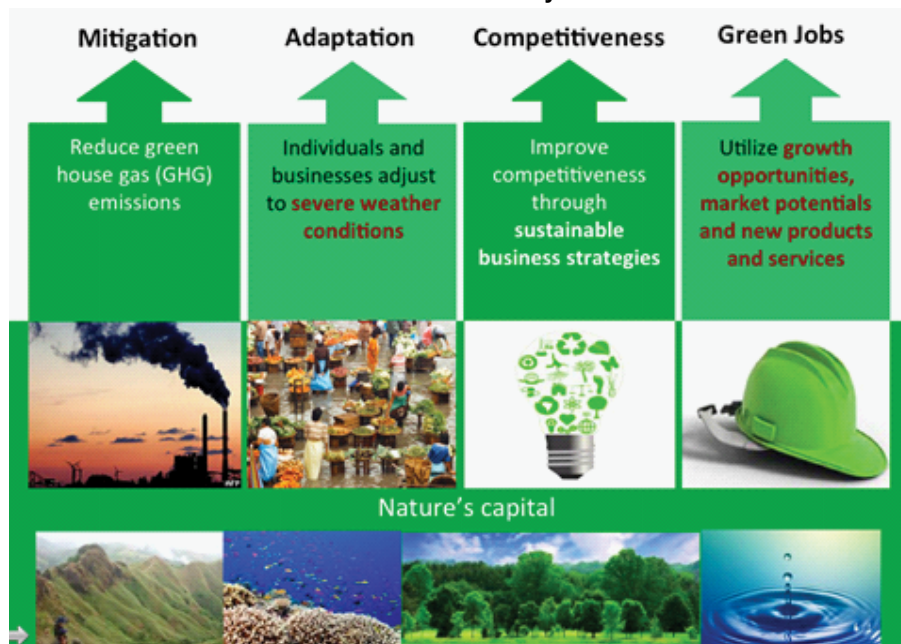 Mitigation
Adaptation
Competitiveness
Green Jobs
Reduce green
house gas (GHG)
emissions
Individuals and
businesses adjust
to severe weather
conditions
Improve
competitiveness
through
sustainable
business strategies
Utilize growth
opportunities,
market potentials
and new products
and services
Nature's capital